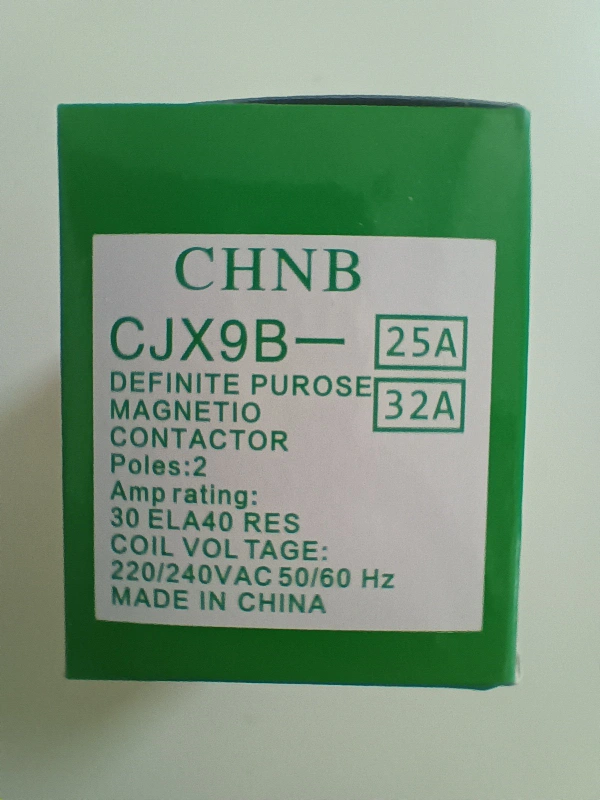 CHNB
CJX9B— 25A
32A
DEFINITE PUROSE
MAGNETIO
CONTACTOR
Poles:2
Amp rating:
30 ELA40 RES
COIL VOL TAGE:
220/240VAC 50/60 Hz
MADE IN CHINA